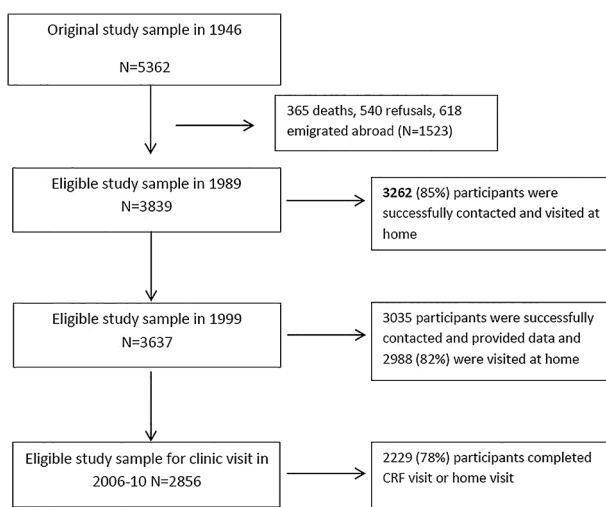 Original study sample in 1946
N=5362
365 deaths, 540 refusals, 618
emigrated abroad (N=1523)
Eligible study sample in 1989
N=3839
3262 (85%) participants were
successfully contacted and visited at
home
Eligible study sample in 1999
N=3637
3035 participants were successfully
contacted and provided data and
2988 (82%) were visited at home
Eligible study sample for clinic visit in
2006-10 N=2856
2229 (78%) participants completed
CRF visit or home visit